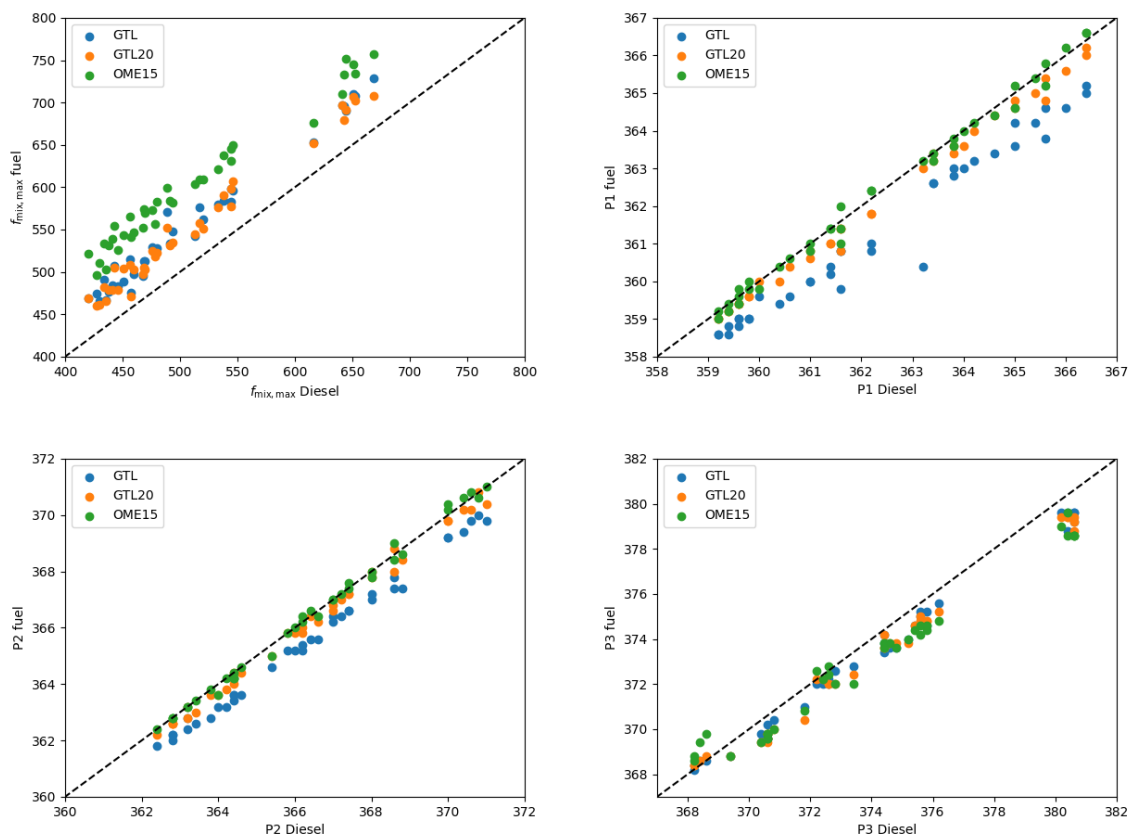 800
750
700
650
600
550
500
450
400
f_mix, max fuel
GTL
GTL20
OME15
400 450 500 550 600 650 700 750 800
f_mix, max Diesel
367
366
365
364
363
362
361
360
359
358
P1 fuel
GTL
GTL20
OME15
358 359 360 361 362 363 364 365 366 367
P1 Diesel
372
370
368
366
364
362
360
P2 fuel
GTL
GTL20
OME15
360 362 364 366 368 370 372
P2 Diesel
382
380
378
376
374
372
370
368
P3 fuel
GTL
GTL20
OME15
368 370 372 374 376 378 380 382
P3 Diesel